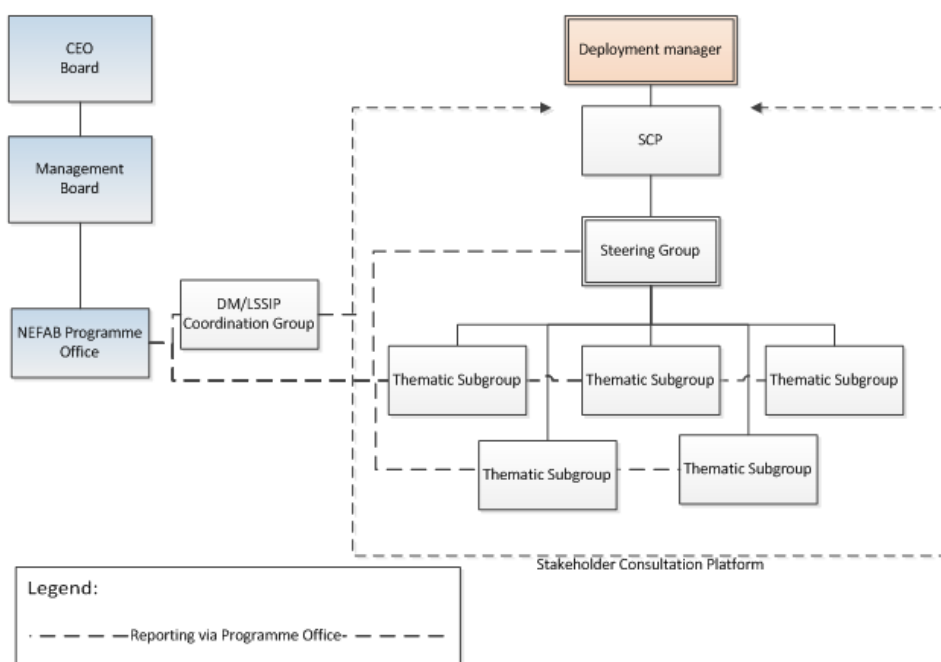 CEO
Board
Deployment manager
SCP
Management
Board
Steering Group
DM/LSSIP
Coordination Group
NEFAB Programme
Office
Thematic Subgroup
Thematic Subgroup
Thematic Subgroup
Thematic Subgroup
Thematic Subgroup
Stakeholder Consultation Platform
Legend:
Reporting via Programme Office